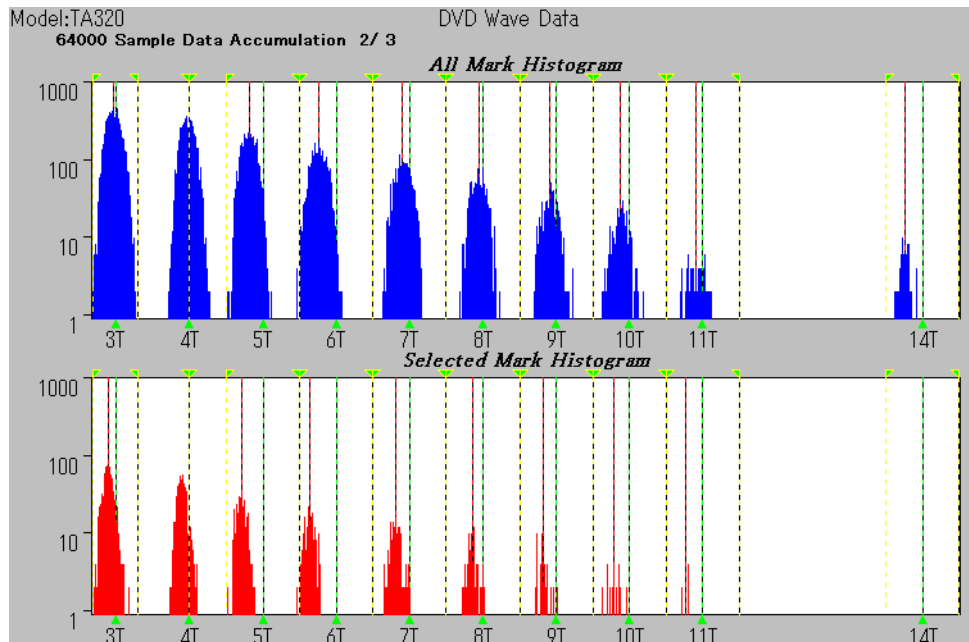 Model:TA320 DVD Wave Data
64000 Sample Data Accumulation 2/ 3
All Mark Histogram
1000
100
10
1
3T 4T 5T 6T 7T 8T 9T 10T 11T 14T
Selected Mark Histogram
1000
100
10
1
3T 4T 5T 6T 7T 8T 9T 10T 11T 14T